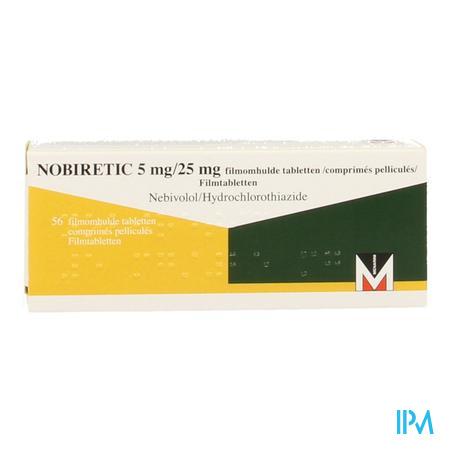 NOBIRETIC 5 mg/25 mg filmomhulde tabletten /comprimés pelliculés/
Filmtabletten
Nebivolol/Hydrochlorothiazide
56 filmomhulde tabletten
comprimés pelliculés
Filmtabletten
M
IPM